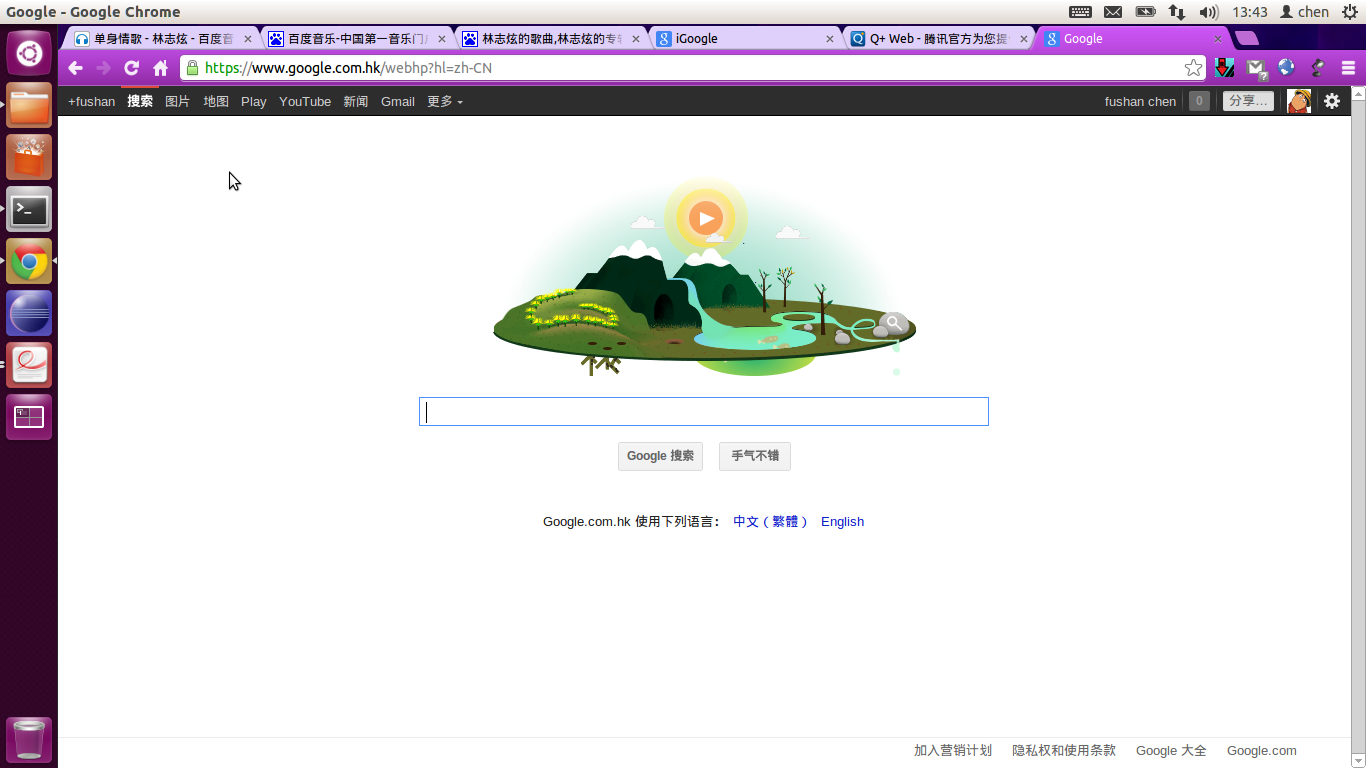 Google - Google Chrome
13:43
chen
单身情歌 - 林志炫 - 百度音
百度音乐-中国第一音乐门户
林志炫的歌曲,林志炫的专辑
iGoogle
Q+ Web - 腾讯官方为您提
Google
https://www.google.com.hk/webhp?hl=zh-CN
+fushan 搜索 图片 地图 Play YouTube 新闻 Gmail 更多
fushan chen 0 分享…
Google 搜索
手气不错
Google.com.hk 使用下列语言： 中文（繁體） English
加入营销计划 隐私权和使用条款 Google 大全 Google.com